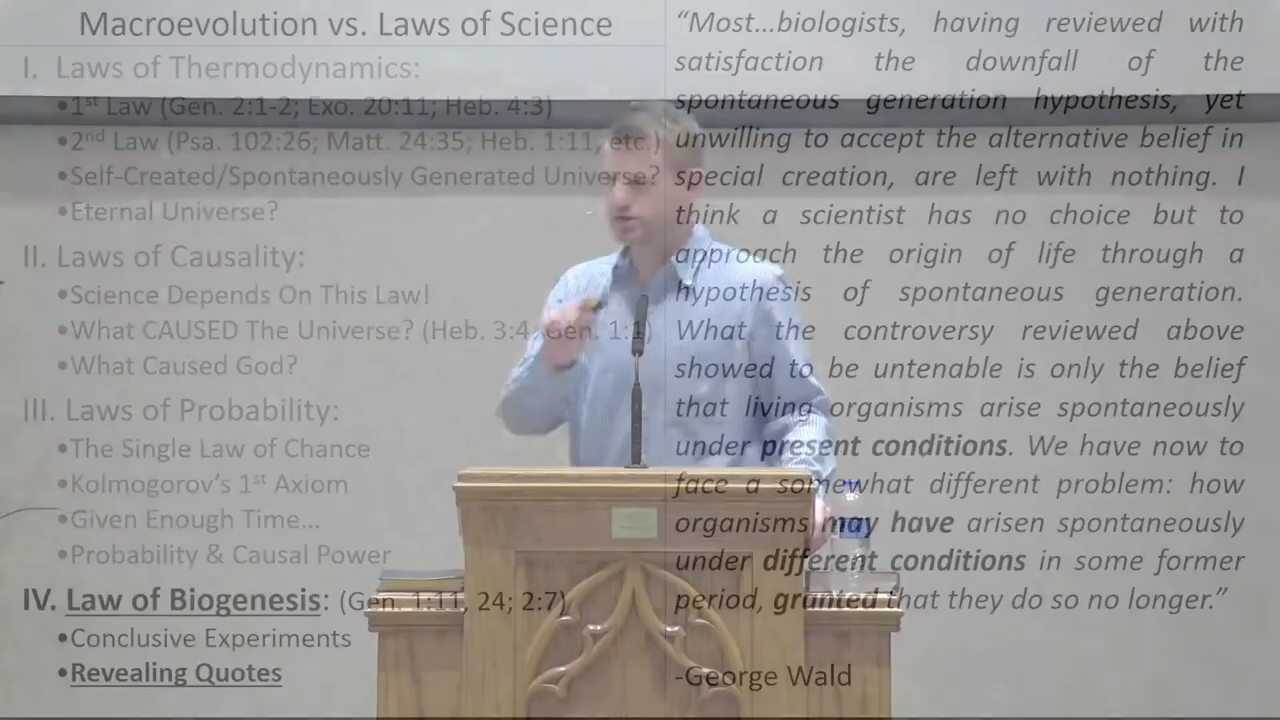 Macroevolution vs. Laws of Science
I. Laws of Thermodynamics:
•1st Law (Gen. 2:1-2; Exo. 20:11; Heb. 4:3)
•2nd Law (Psa. 102:26; Matt. 24:35; Heb. 1:11, etc.)
•Self-Created/Spontaneously Generated Universe?
•Eternal Universe?
II. Laws of Causality:
•Science Depends On This Law!
•What CAUSED The Universe? (Heb. 3:4, Gen. 1:1)
•What Caused God?
III. Laws of Probability:
•The Single Law of Chance
•Kolmogorov's 1st Axiom
•Given Enough Time…
•Probability & Causal Power
IV. Law of Biogenesis: (Gen. 1:11, 24; 2:7)
•Conclusive Experiments
•Revealing Quotes
“Most…biologists, having reviewed with
satisfaction the downfall of the
spontaneous generation hypothesis, yet
unwilling to accept the alternative belief in
special creation, are left with nothing. I
think a scientist has no choice but to
approach the origin of life through a
hypothesis of spontaneous generation.
What the controversy reviewed above
showed to be untenable is only the belief
that living organisms arise spontaneously
under present conditions. We have now to
face a somewhat different problem: how
organisms may have arisen spontaneously
under different conditions in some former
period, granted that they do so no longer.”
-George Wald